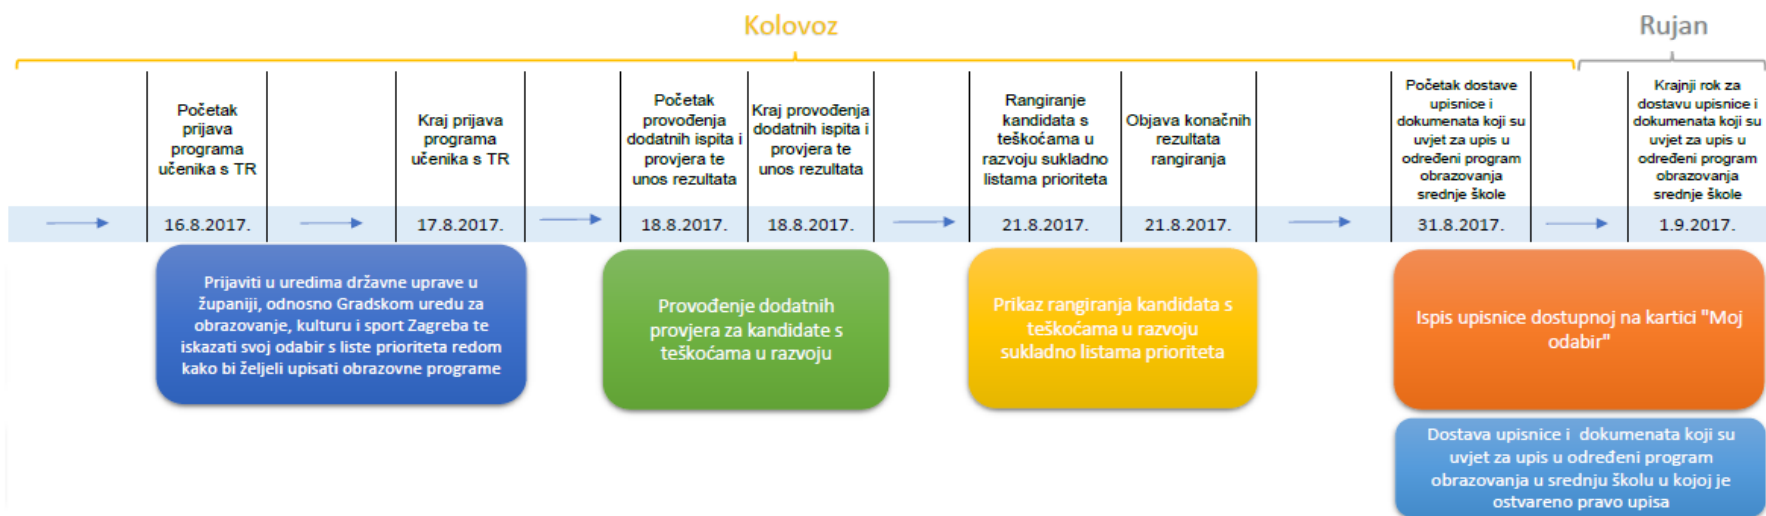 Kolovoz
Rujan
Početak
prijava
programa
učenika s TR
Kraj prijava
programa
učenika s TR
Početak
provođenja
dodatnih ispita i
provjera te
unos rezultata
Kraj provođenja
dodatnih ispita i
provjera te
unos rezultata
Rangiranje
kandidata s
teškoćama u
razvoju sukladno
listama prioriteta
Objava konačnih
rezultata
rangiranja
Početak dostave
upisnice i
dokumenata koji su
uvjet za upis u
određeni program
obrazovanja
srednje škole
Krajnji rok za
dostavu upisnice i
dokumenata koji su
uvjet za upis u
određeni program
obrazovanja
srednje škole
16.8.2017.
17.8.2017.
18.8.2017.
18.8.2017.
21.8.2017.
21.8.2017.
31.8.2017.
1.9.2017.
Prijaviti u uredima državne uprave u
županiji, odnosno Gradskom uredu za
obrazovanje, kulturu i sport Zagreba te
iskazati svoj odabir s liste prioriteta redom
kako bi željeli upisati obrazovne programe
Provođenje dodatnih
provjera za kandidate s
teškoćama u razvoju
Prikaz rangiranja kandidata s
teškoćama u razvoju
sukladno listama prioriteta
Ispis upisnice dostupnoj na kartici "Moj
odabir"
Dostava upisnice i dokumenata koji su
uvjet za upis u određeni program
obrazovanja u srednju školu u kojoj je
ostvareno pravo upisa